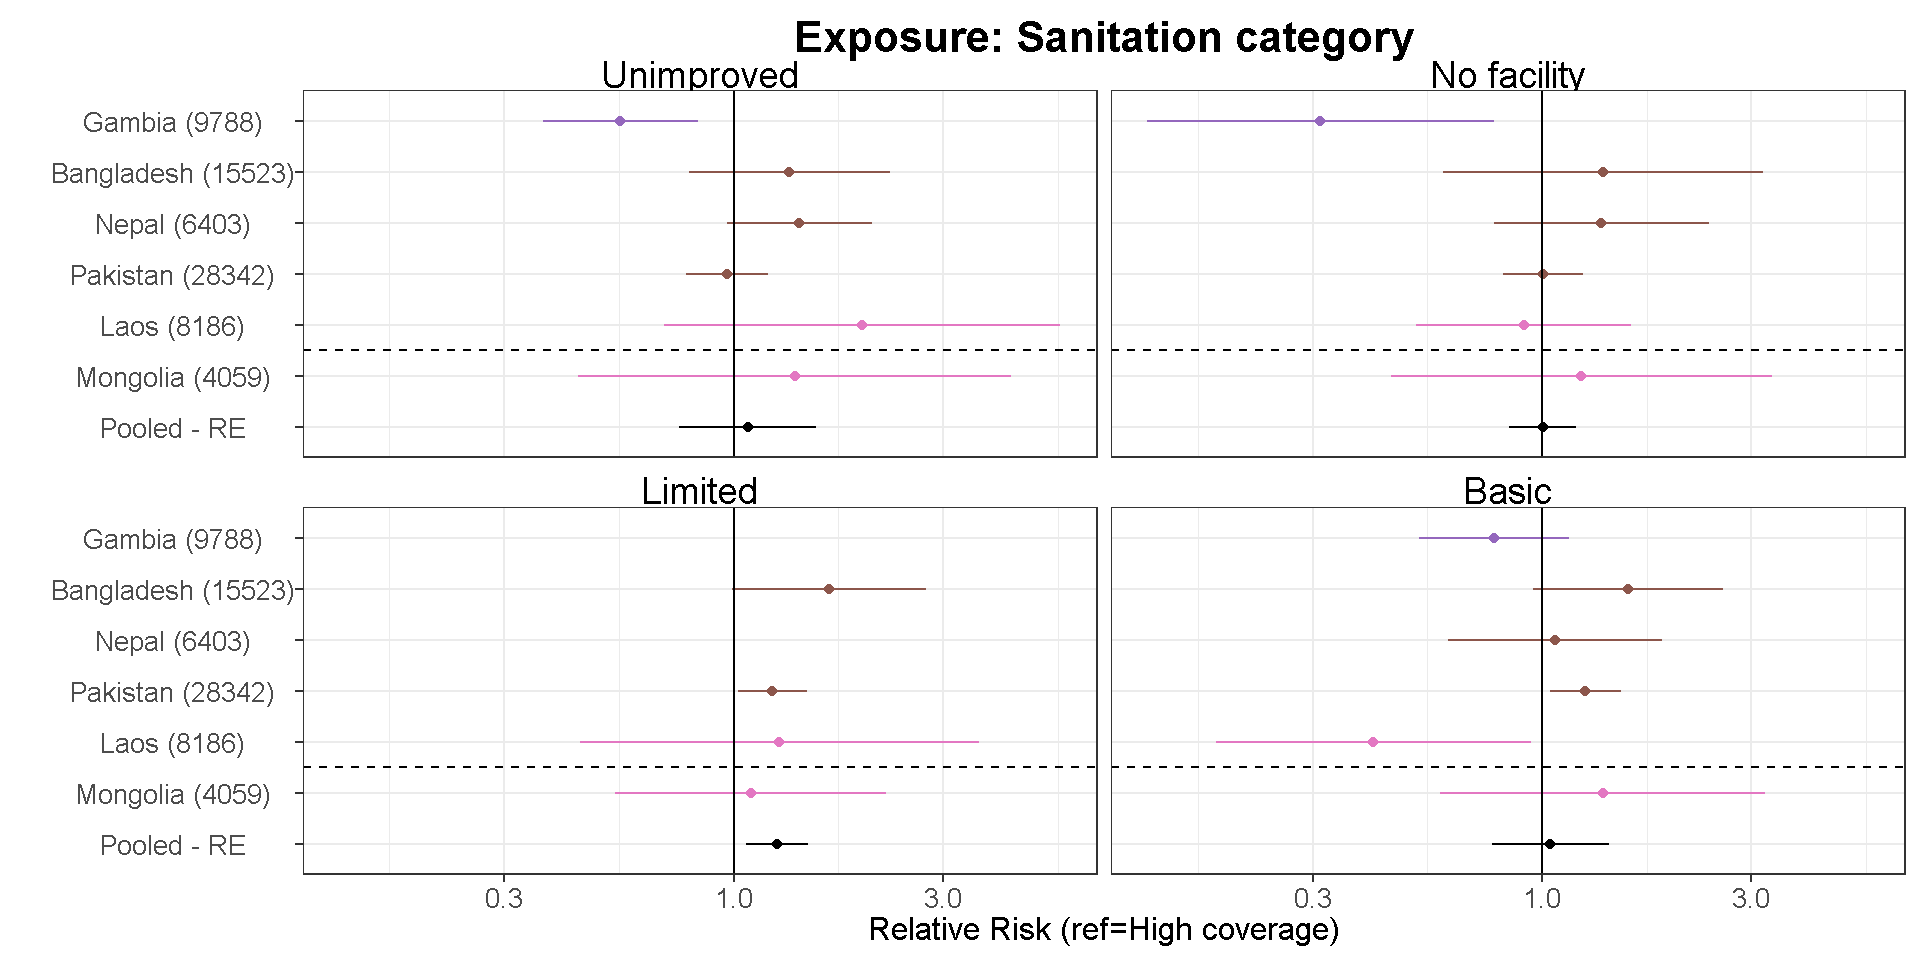 Exposure: Sanitation category
Unimproved
No facility
Gambia (9788)
Bangladesh (15523)
Nepal (6403)
Pakistan (28342)
Laos (8186)
Mongolia (4059)
Pooled - RE
Limited
Basic
Gambia (9788)
Bangladesh (15523)
Nepal (6403)
Pakistan (28342)
Laos (8186)
Mongolia (4059)
Pooled - RE
0.3 1.0 3.0 0.3 1.0 3.0
Relative Risk (ref=High coverage)